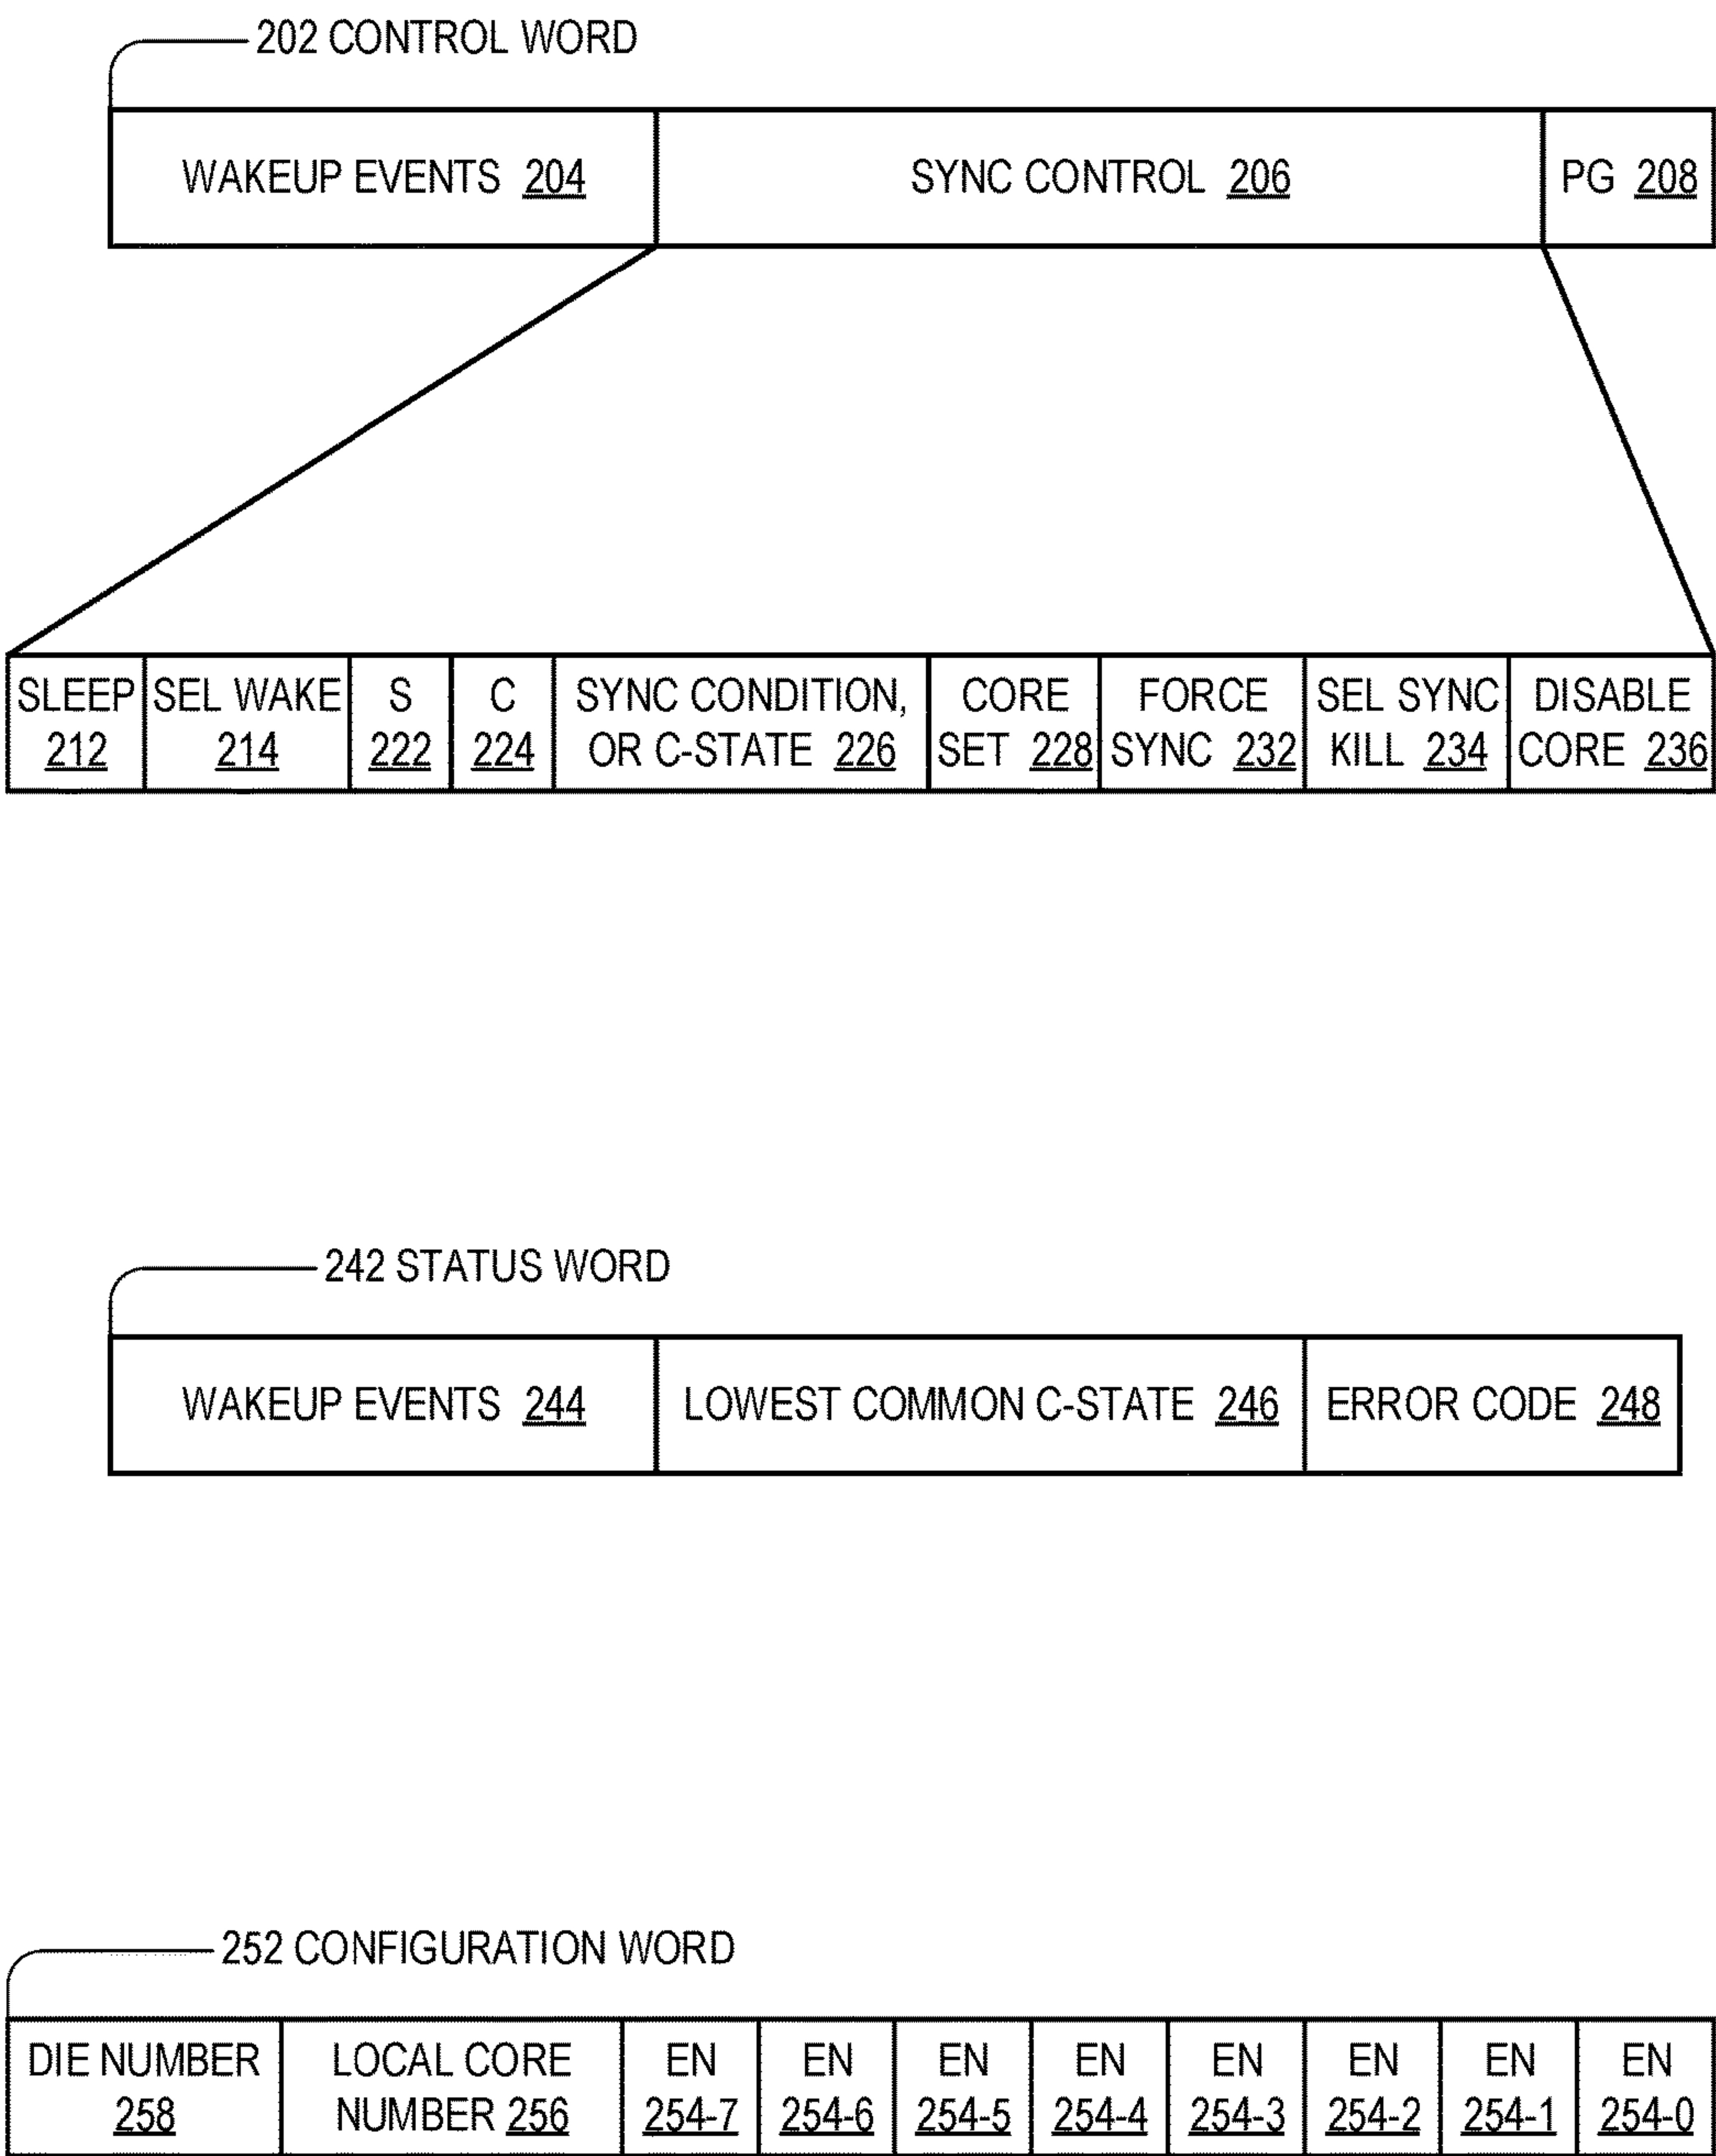 202 CONTROL WORD
WAKEUP EVENTS 204 SYNC CONTROL 206 PG 208
SLEEP SEL WAKE S C SYNC CONDITION, CORE FORCE SEL SYNC DISABLE
212 214 222 224 OR C-STATE 226 SET 228 SYNC 232 KILL 234 CORE 236
242 STATUS WORD
WAKEUP EVENTS 244 LOWEST COMMON C-STATE 246 ERROR CODE 248
252 CONFIGURATION WORD
DIE NUMBER LOCAL CORE EN EN EN EN EN EN EN EN
258 NUMBER 256 254-7 254-6 254-5 254-4 254-3 254-2 254-1 254-0